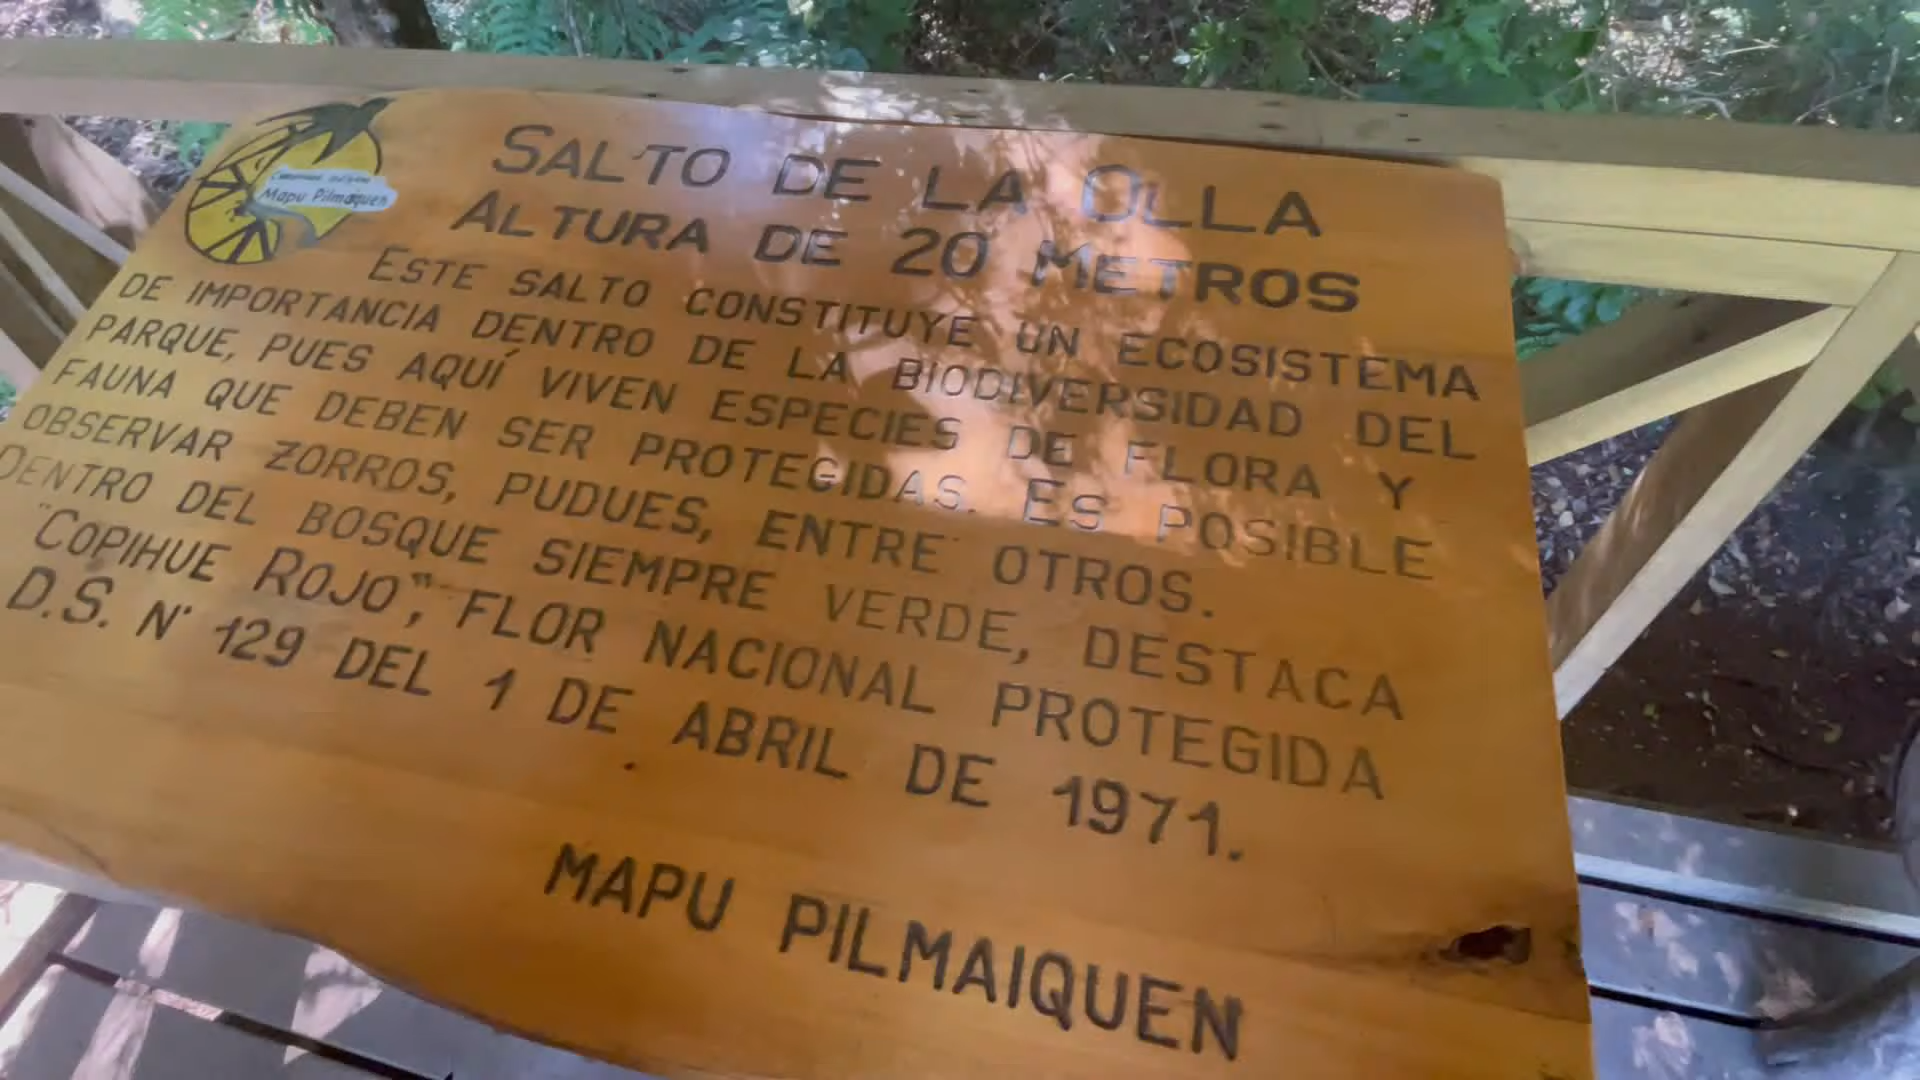 Mapu Pilmaiquen
SALTO DE LA OLLA
ALTURA DE 20 METROS
ESTE SALTO CONSTITUYE UN ECOSISTEMA
DE IMPORTANCIA DENTRO DE LA BIODIVERSIDAD DEL
PARQUE, PUES AQUÍ VIVEN ESPECIES DE FLORA Y
FAUNA QUE DEBEN SER PROTEGIDAS. ES POSIBLE
OBSERVAR ZORROS, PUDUES, ENTRE OTROS.
DENTRO DEL BOSQUE SIEMPRE VERDE, DESTACA
"COPIHUE ROJO", FLOR NACIONAL PROTEGIDA
D.S. N° 129 DEL 1 DE ABRIL DE 1971.
MAPU PILMAIQUEN